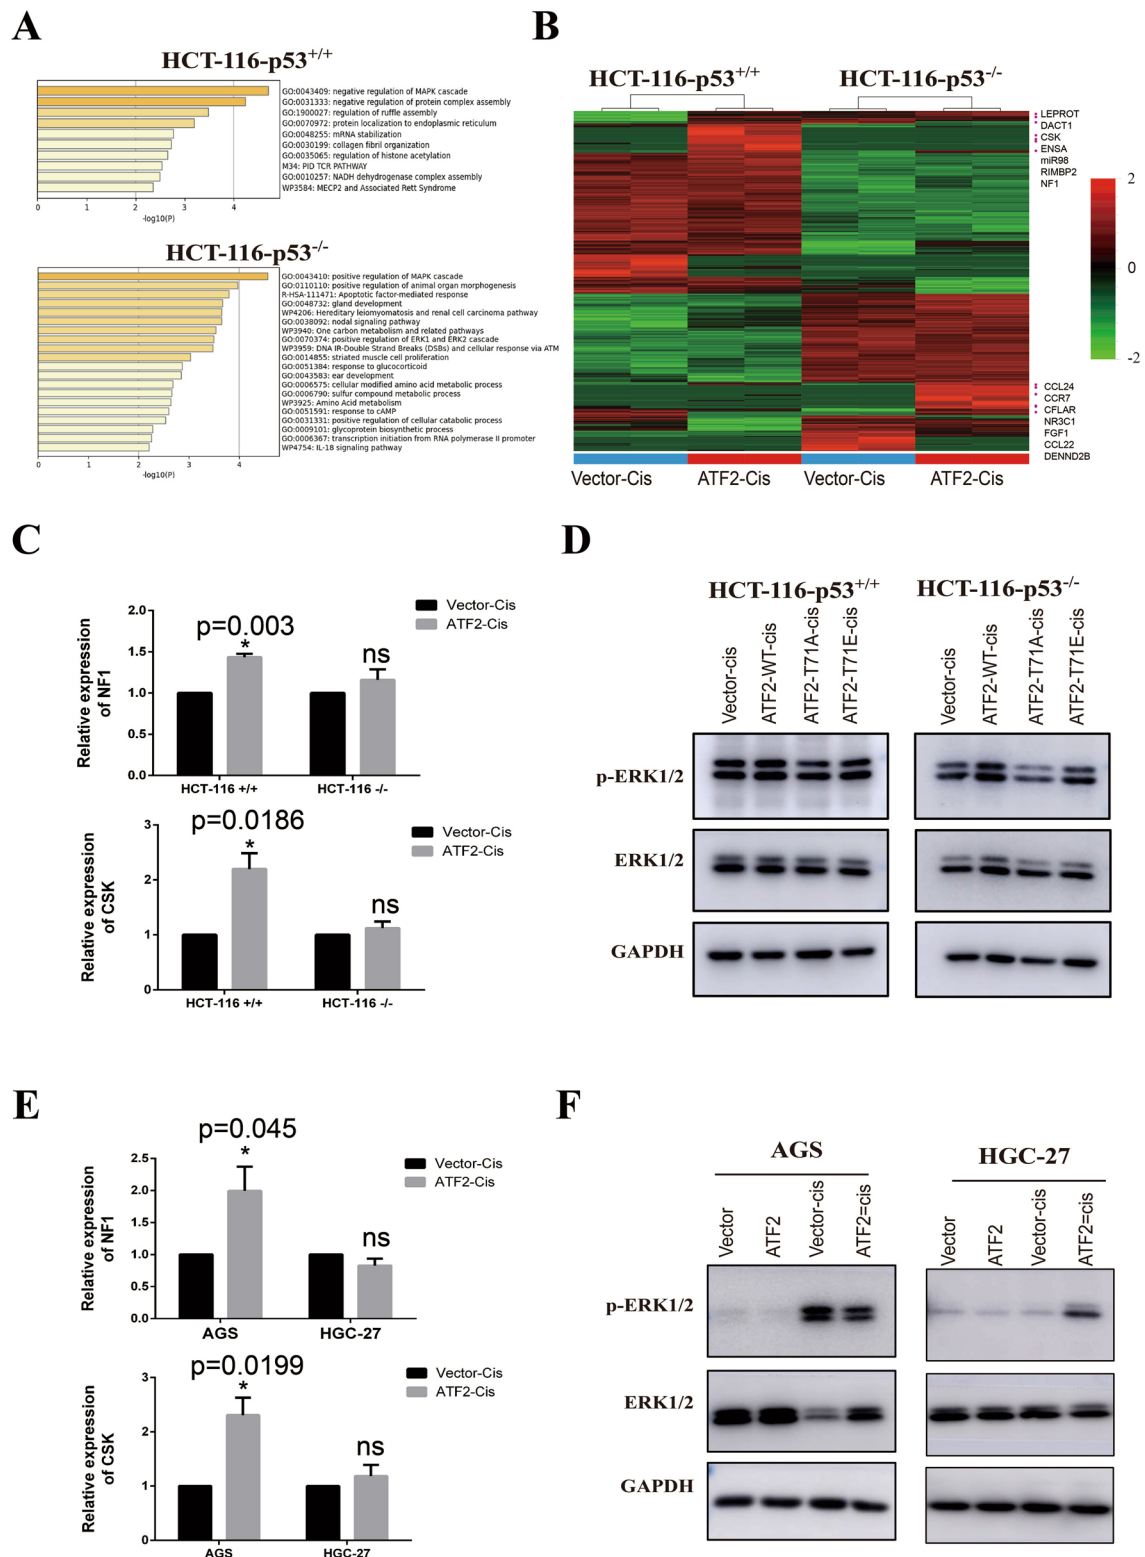 A
HCT-116-p53+/+
GO:0043409: negative regulation of MAPK cascade
GO:0031333: negative regulation of protein complex assembly
GO:1900027: regulation of ruffle assembly
GO:0070972: protein localization to endoplasmic reticulum
GO:0048255: mRNA stabilization
GO:0030199: collagen fibril organization
GO:0035065: regulation of histone acetylation
M34: PID TCR PATHWAY
GO:0010257: NADH dehydrogenase complex assembly
WP3584: MECP2 and Associated Rett Syndrome
0 1 2 3 4
-log10(P)
HCT-116-p53-/-
GO:0043410: positive regulation of MAPK cascade
GO:0110110: positive regulation of animal organ morphogenesis
R-HSA-111471: Apoptotic factor-mediated response
GO:0048732: gland development
WP4206: Hereditary leiomyomatosis and renal cell carcinoma pathway
GO:0038092: nodal signaling pathway
WP3940: One carbon metabolism and related pathways
GO:0070374: positive regulation of ERK1 and ERK2 cascade
WP3959: DNA IR-Double Strand Breaks (DSBs) and cellular response via ATM
GO:0014855: striated muscle cell proliferation
GO:0051384: response to glucocorticoid
GO:0043583: ear development
GO:0006575: cellular modified amino acid metabolic process
GO:0006790: sulfur compound metabolic process
WP3925: Amino Acid metabolism
GO:0051591: response to cAMP
GO:0031331: positive regulation of cellular catabolic process
GO:0009101: glycoprotein biosynthetic process
GO:0006367: transcription initiation from RNA polymerase II promoter
WP4754: IL-18 signaling pathway
0 1 2 3 4
-log10(P)
B
HCT-116-p53+/+ HCT-116-p53-/-
LEPROT
DACT1
CSK
ENSA
miR98
RIMBP2
NF1
2
1
0
-1
-2
CCL24
CCR7
CFLAR
NR3C1
FGF1
CCL22
DENND2B
Vector-Cis ATF2-Cis Vector-Cis ATF2-Cis
C
Relative expression of NF1
2.0
1.5
1.0
0.5
0.0
p=0.003
*
ns
Vector-Cis
ATF2-Cis
HCT-116 +/+ HCT-116 -/-
Relative expression of CSK
3
2
1
0
p=0.0186
*
ns
Vector-Cis
ATF2-Cis
HCT-116 +/+ HCT-116 -/-
D
HCT-116-p53+/+ HCT-116-p53-/-
Vector-cis ATF2-WT-cis ATF2-T71A-cis ATF2-T71E-cis Vector-cis ATF2-WT-cis ATF2-T71A-cis ATF2-T71E-cis
p-ERK1/2
ERK1/2
GAPDH
E
Relative expression of NF1
2.5
2.0
1.5
1.0
0.5
0.0
p=0.045
*
ns
Vector-Cis
ATF2-Cis
AGS HGC-27
Relative expression of CSK
3
2
1
0
p=0.0199
*
ns
Vector-Cis
ATF2-Cis
AGS HGC-27
F
AGS HGC-27
Vector ATF2 Vector-cis ATF2=cis Vector ATF2 Vector-cis ATF2=cis
p-ERK1/2
ERK1/2
GAPDH